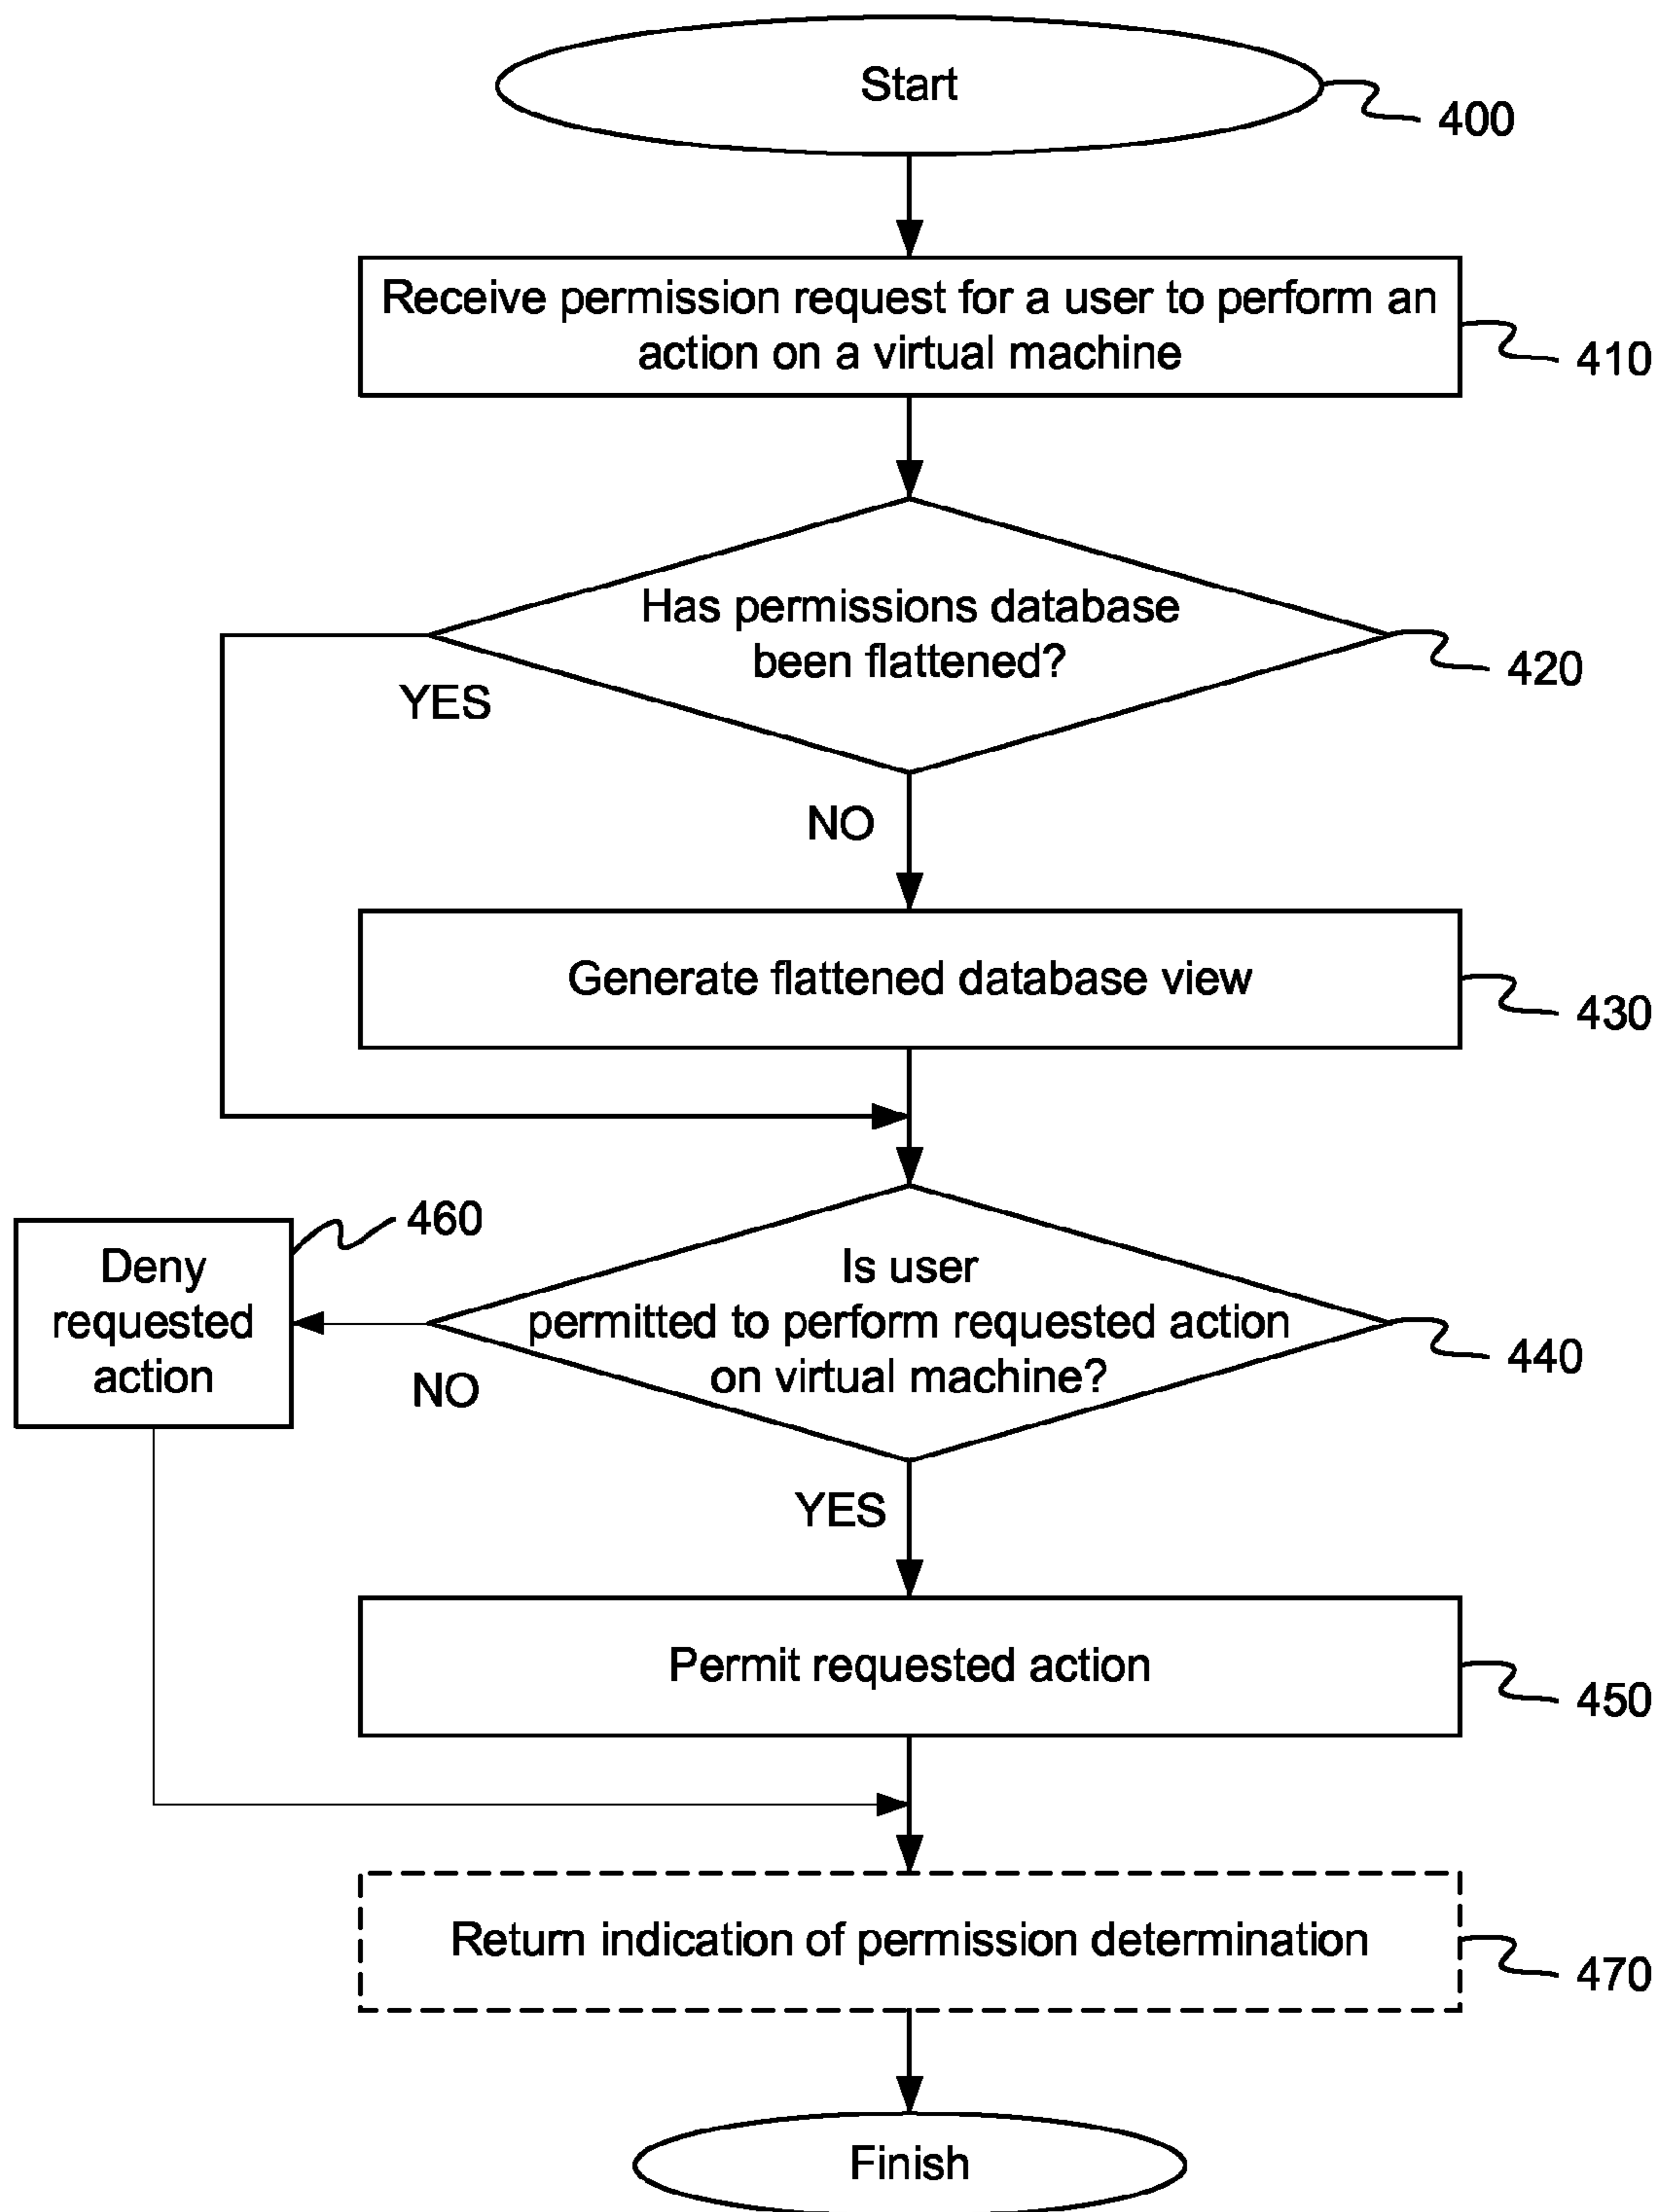 Start
400
Receive permission request for a user to perform an
action on a virtual machine
410
Has permissions database
been flattened?
420
YES
NO
Generate flattened database view
430
460
Deny
requested
action
Is user
permitted to perform requested action
on virtual machine?
440
NO
YES
Permit requested action
450
Return indication of permission determination
470
Finish